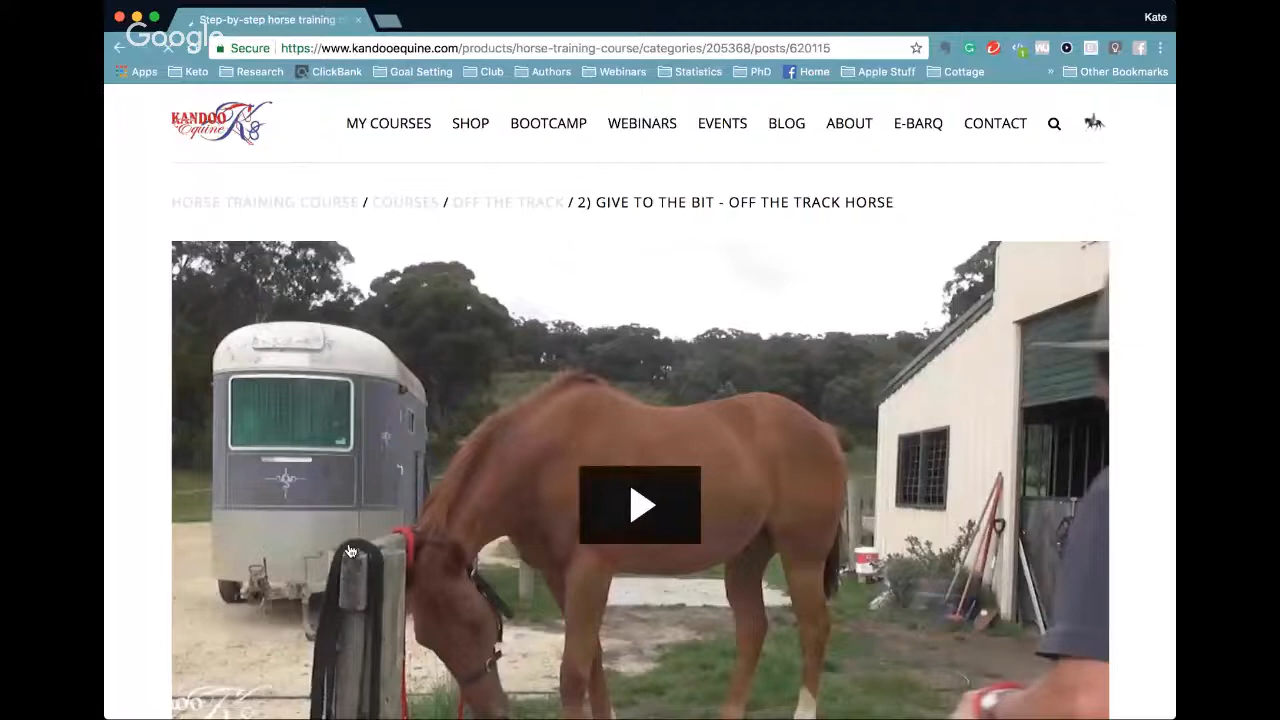 Step-by-step horse training
Kate
Google
Secure https://www.kandooequine.com/products/horse-training-course/categories/205368/posts/620115
Apps Keto Research ClickBank Goal Setting Club Authors Webinars Statistics PhD Home Apple Stuff Cottage » Other Bookmarks
KANDOO Equine K8
MY COURSES SHOP BOOTCAMP WEBINARS EVENTS BLOG ABOUT E-BARQ CONTACT
HORSE TRAINING COURSE / COURSES / OFF THE TRACK / 2) GIVE TO THE BIT - OFF THE TRACK HORSE